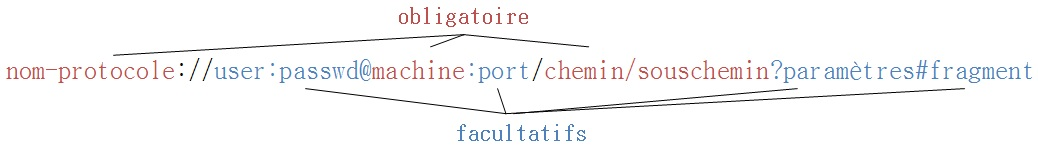 obligatoire
nom-protocole://user:passwd@machine:port/chemin/souschemin?paramètres#fragment
facultatifs